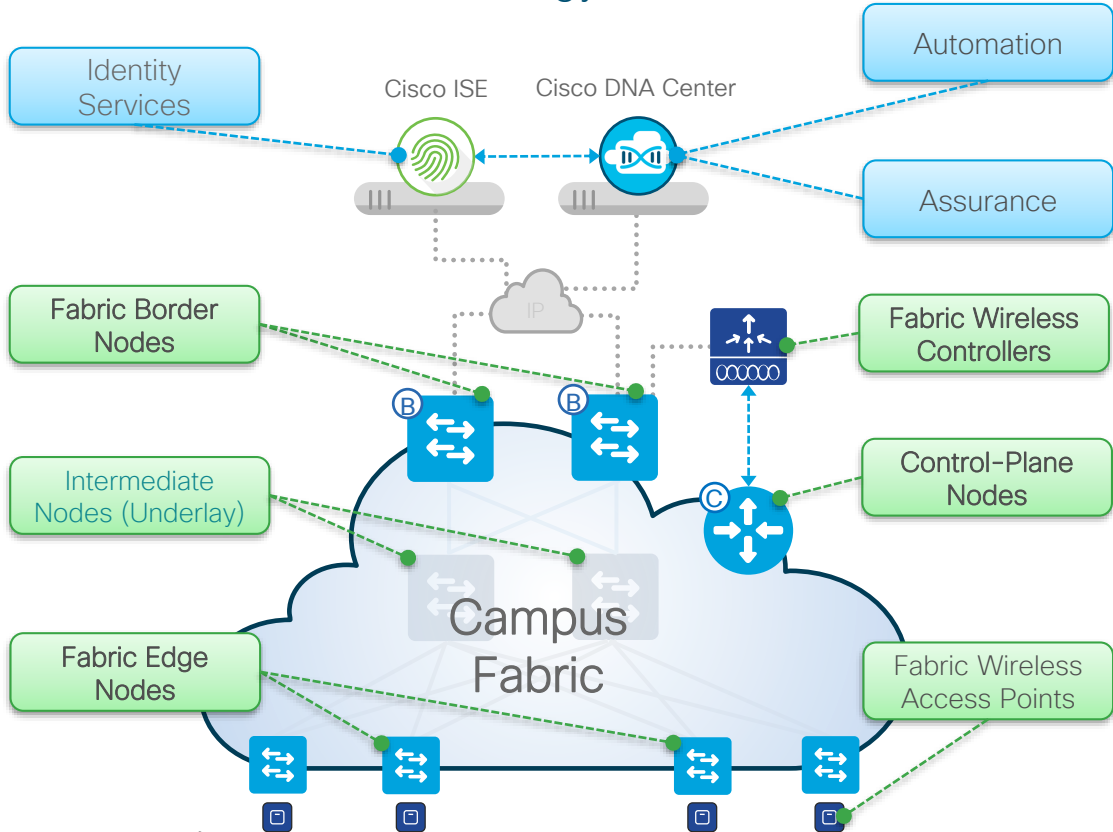 Identity
Services
Cisco ISE
Cisco DNA Center
Automation
Assurance
IP
Fabric Border
Nodes
Fabric Wireless
Controllers
B
B
Intermediate
Nodes (Underlay)
C
Control-Plane
Nodes
Campus
Fabric
Fabric Edge
Nodes
Fabric Wireless
Access Points